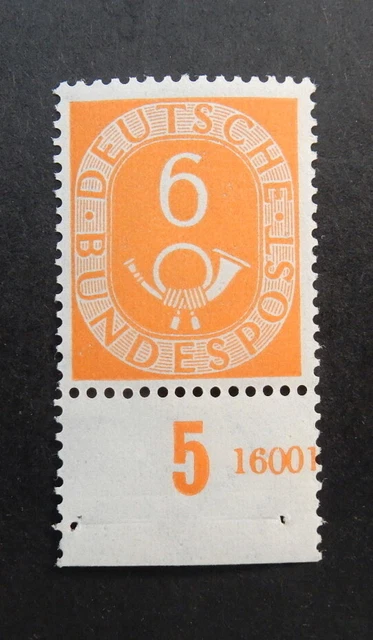 DEUTSCHE · BUNDESPOST ·
6
5 16001